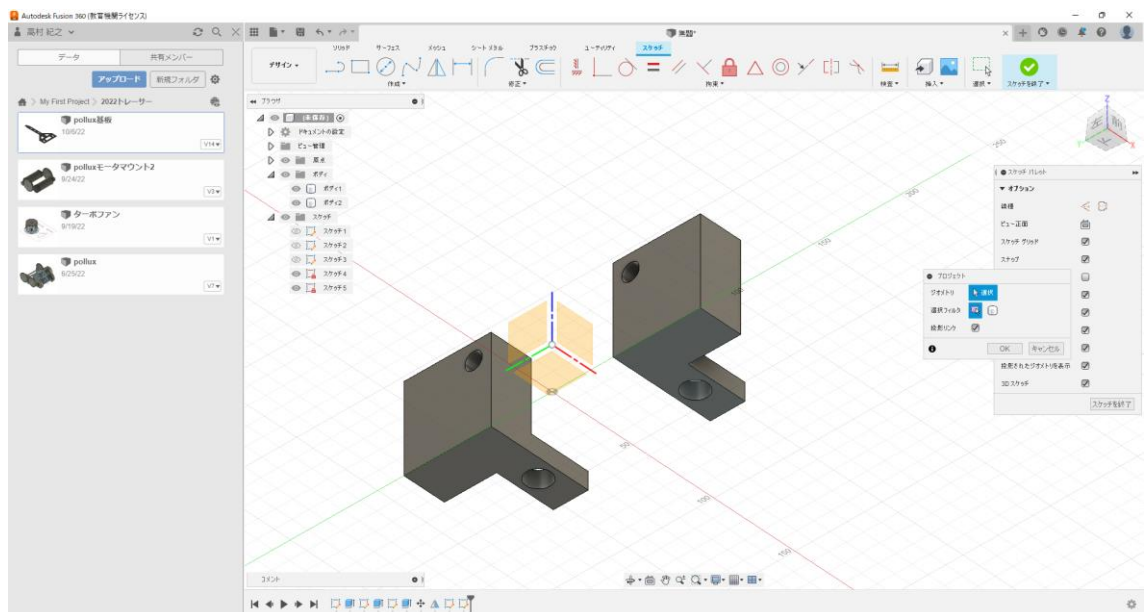 Autodesk Fusion 360 (教育機関ライセンス)
高村 紀之
無題*
データ
共有メンバー
アップロード
新規フォルダ
My First Project > 2022トレーサー
pollux基板
10/6/22
V14
polluxモータマウント2
9/24/22
V3
ターボファン
9/19/22
V1
pollux
6/25/22
V7
ソリッド
サーフェス
メッシュ
シート メタル
プラスチック
ユーティリティ
スケッチ
デザイン
作成
修正
拘束
検査
挿入
選択
スケッチを終了
ブラウザ
(未保存)
ドキュメントの設定
ビュー管理
原点
ボディ
ボディ1
ボディ2
スケッチ
スケッチ1
スケッチ2
スケッチ3
スケッチ4
スケッチ5
Z
左
前
Y
X
250
200
150
100
50
100
150
スケッチ パレット
オプション
線種
ビュー正面
スケッチ グリッド
スナップ
プロジェクト
ジオメトリ
選択
選択フィルタ
投影リンク
OK
キャンセル
投影されたジオメトリを表示
3D スケッチ
スケッチを終了
コメント